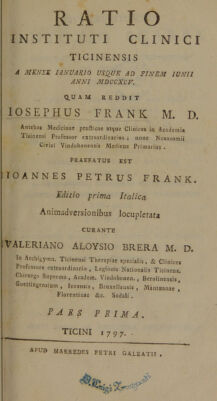 RATIO
INSTITUTI CLINICI
TICINENSIS
A MENSE IANUARIO USQUE AD FINEM IUNII
ANNI MDCCXCV.
QUAM REDDIT
IOSEPHUS FRANK M. D.
Antehac Medicinae practicae atque Clinices in Academia
Ticinensi Professor extraordinarius; nunc Nosocomii
Civici Vindobonensis Medicus Primarius.
PRAEFATUS EST
IOANNES PETRUS FRANK.
Editio prima Italica
Animadversionibus locupletata
CURANTE
VALERIANO ALOYSIO BRERA M. D.
In Archigymn. Ticinensi Therapiae specialis, & Clinices
Professore extraordinario, Legionis Nationalis Ticinens.
Chirurgo Supremo, Academ. Vindobonen., Berolinensis,
Goettingensium, Ienensis, Bruxellensis, Mantuanae,
Florentinae &c. Sodali.
PARS PRIMA.
TICINI 1797.
APUD HAEREDES PETRI GALEATII.